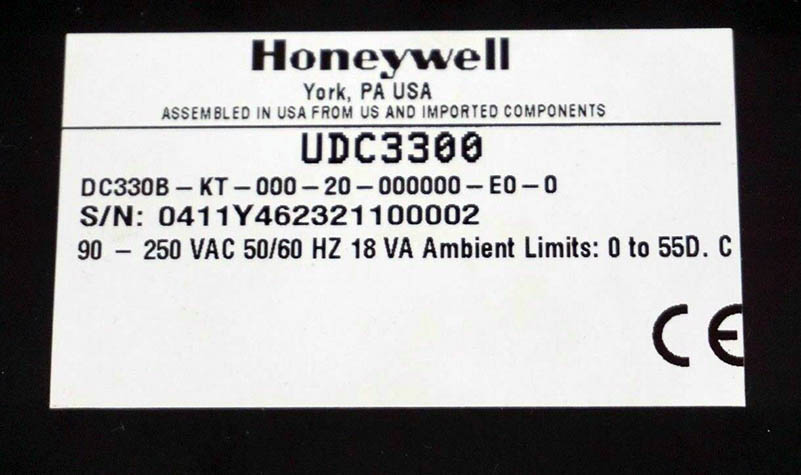 Honeywell
York, PA USA
ASSEMBLED IN USA FROM US AND IMPORTED COMPONENTS
UDC3300
DC330B – KT – 000 – 20 – 000000 – E0 – 0
S/N: 0411Y462321100002
90 – 250 VAC 50/60 HZ 18 VA Ambient Limits: 0 to 55D. C
CE